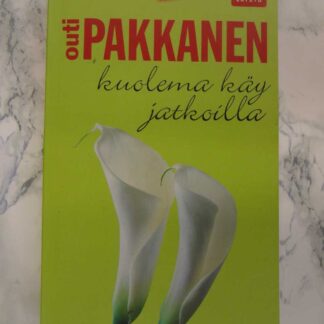 outi
PAKKANEN
kuolema käy
jatkoilla